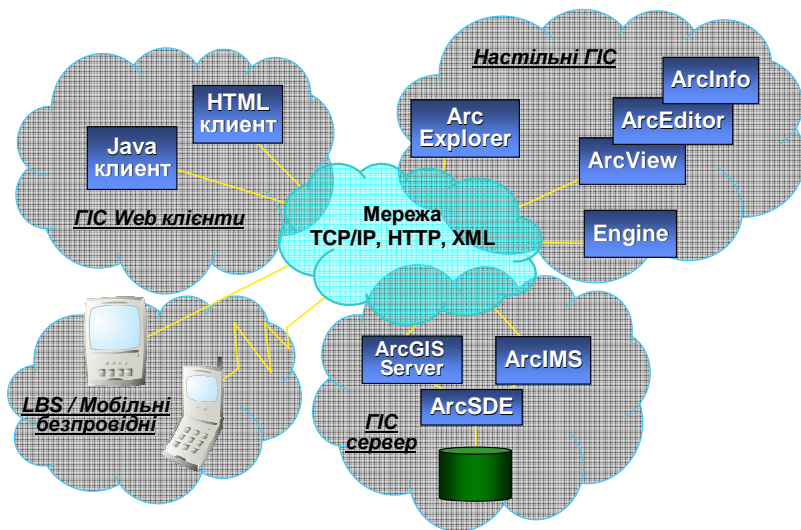 Настільні ГІС
ArcInfo
ArcEditor
ArcView
Arc
Explorer
Engine
HTML
клиент
Java
клиент
ГІС Web клієнти
Мережа
TCP/IP, HTTP, XML
LBS / Мобільні
безпровідні
ArcGIS
Server
ArcIMS
ArcSDE
ГІС
сервер